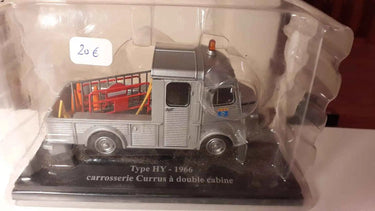 20 €
Type HY - 1966
carrosserie Currus à double cabine